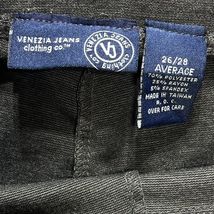 VENEZIA JEANS
clothing co.™
VENEZIA JEANS
VJ
26/28
AVERAGE
70% POLYESTER
25% RAYON
5% SPANDEX
MADE IN TAIWAN
R.O.C.
OVER FOR CARE